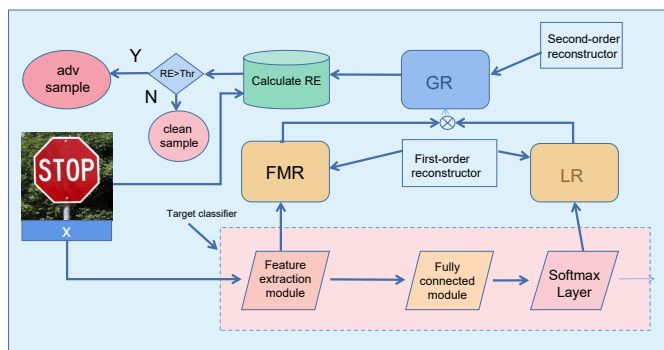 Y
adv
sample
RE>Thr
N
clean
sample
Calculate RE
GR
Second-order
reconstructor
STOP
X
FMR
First-order
reconstructor
LR
Target classifier
Feature
extraction
module
Fully
connected
module
Softmax
Layer